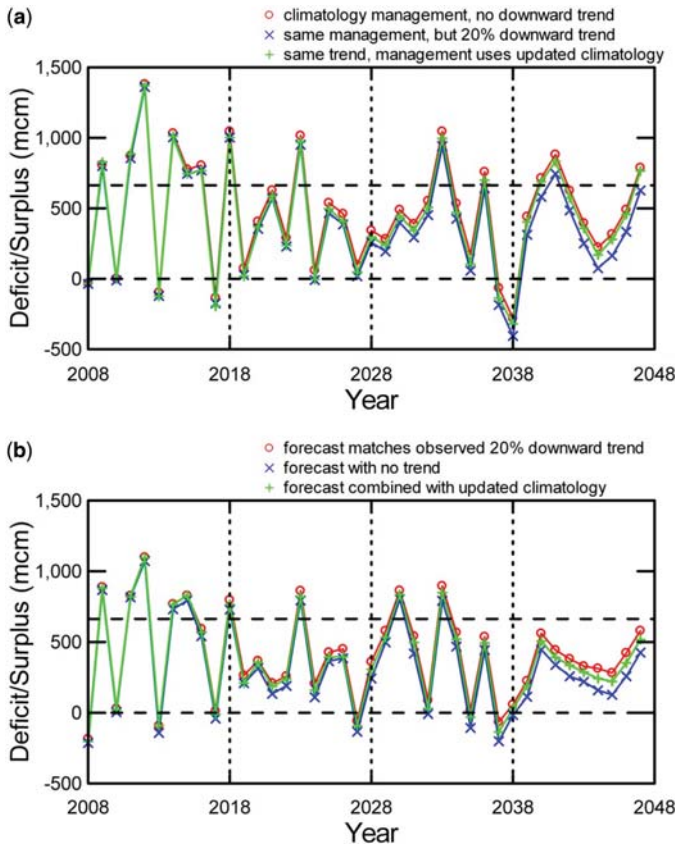 (a)
climatology management, no downward trend
same management, but 20% downward trend
same trend, management uses updated climatology
1,500
1,000
500
0
-500
Deficit/Surplus (mcm)
2008 2018 2028 2038 2048
Year
(b)
forecast matches observed 20% downward trend
forecast with no trend
forecast combined with updated climatology
1,500
1,000
500
0
-500
Deficit/Surplus (mcm)
2008 2018 2028 2038 2048
Year